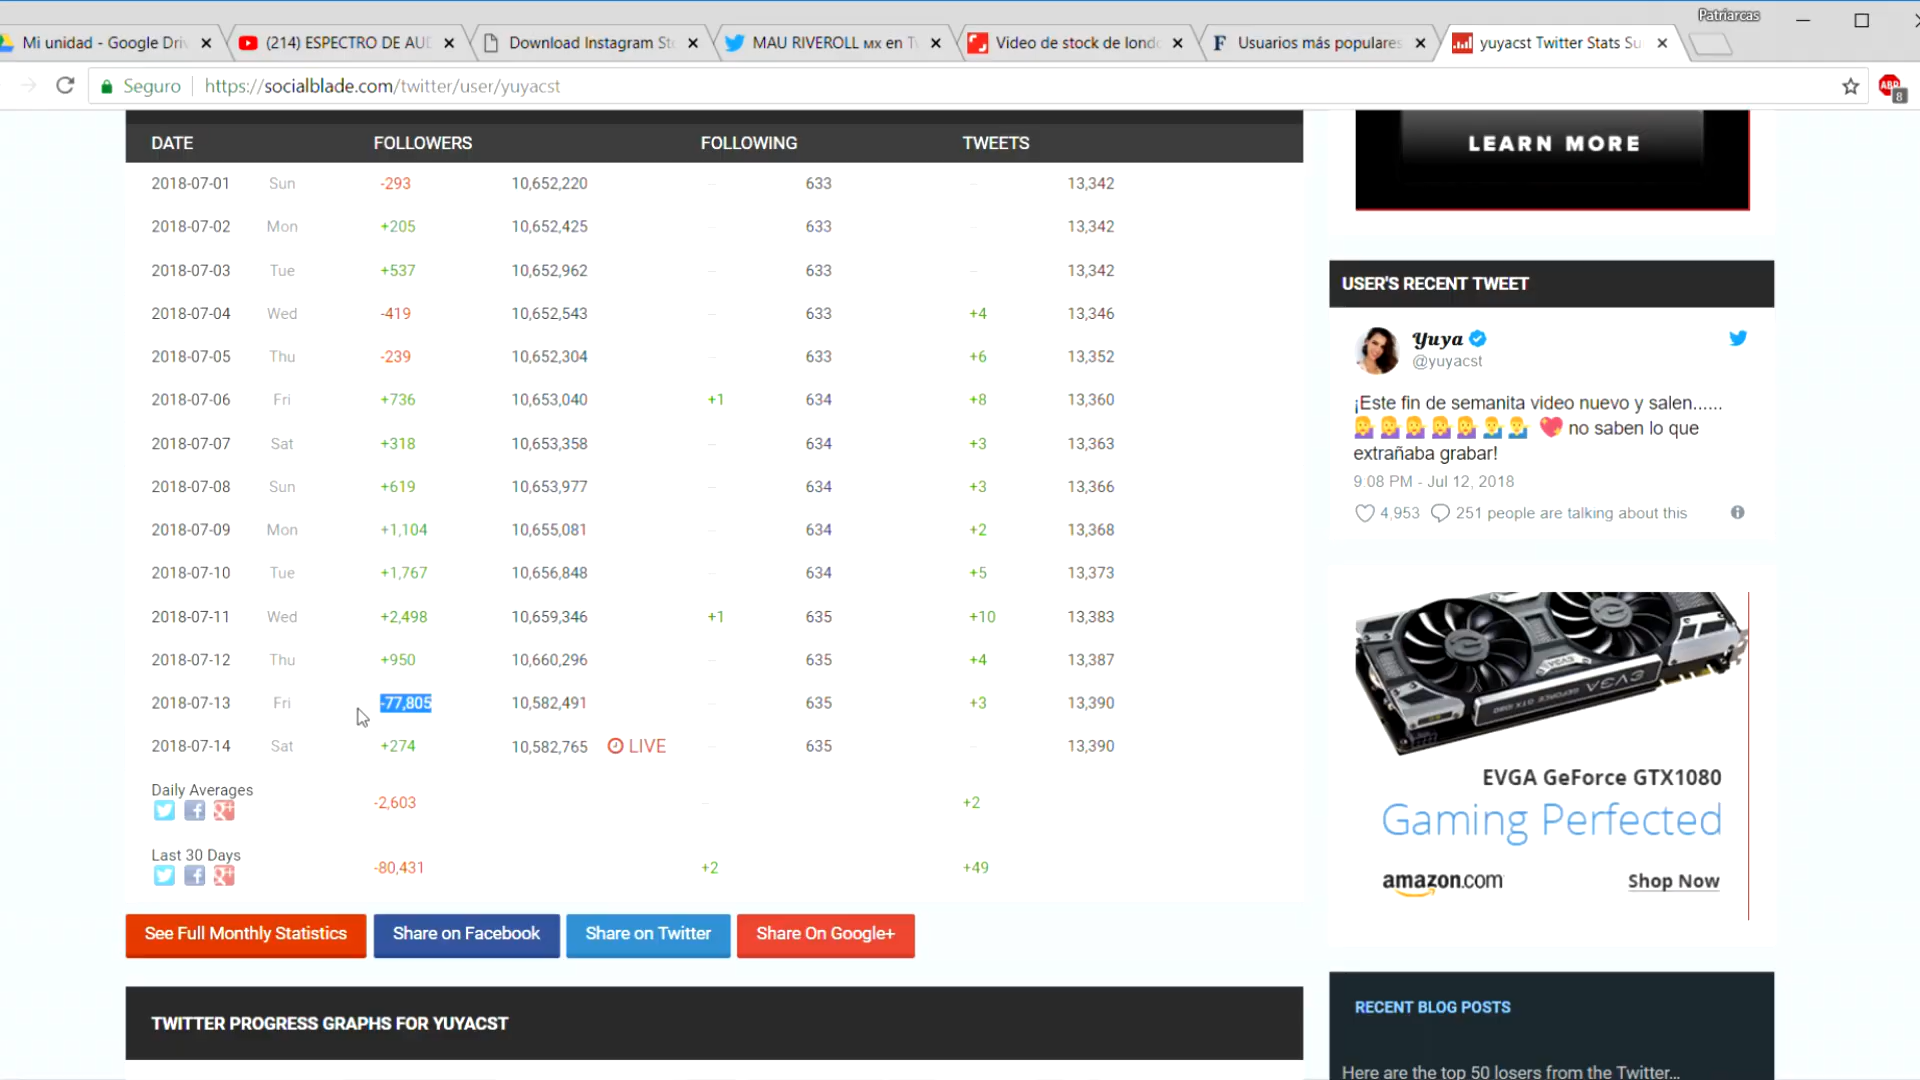 Patriarcas
Mi unidad - Google Driv
(214) ESPECTRO DE AUD
Download Instagram Sto
MAU RIVEROLL MX en Tw
Video de stock de londo
Usuarios más populares
yuyacst Twitter Stats Su
Seguro https://socialblade.com/twitter/user/yuyacst
ABP
8
DATE FOLLOWERS FOLLOWING TWEETS
2018-07-01 Sun -293 10,652,220 -- 633 -- 13,342
2018-07-02 Mon +205 10,652,425 -- 633 -- 13,342
2018-07-03 Tue +537 10,652,962 -- 633 -- 13,342
2018-07-04 Wed -419 10,652,543 -- 633 +4 13,346
2018-07-05 Thu -239 10,652,304 -- 633 +6 13,352
2018-07-06 Fri +736 10,653,040 +1 634 +8 13,360
2018-07-07 Sat +318 10,653,358 -- 634 +3 13,363
2018-07-08 Sun +619 10,653,977 -- 634 +3 13,366
2018-07-09 Mon +1,104 10,655,081 -- 634 +2 13,368
2018-07-10 Tue +1,767 10,656,848 -- 634 +5 13,373
2018-07-11 Wed +2,498 10,659,346 +1 635 +10 13,383
2018-07-12 Thu +950 10,660,296 -- 635 +4 13,387
2018-07-13 Fri -77,805 10,582,491 -- 635 +3 13,390
2018-07-14 Sat +274 10,582,765 LIVE -- 635 -- 13,390
Daily Averages -2,603 -- +2
Last 30 Days -80,431 +2 +49
See Full Monthly Statistics
Share on Facebook
Share on Twitter
Share On Google+
TWITTER PROGRESS GRAPHS FOR YUYACST
LEARN MORE
USER'S RECENT TWEET
Yuya
@yuyacst
¡Este fin de semanita video nuevo y salen......
💁💁💁💁💁💁‍♂️💁‍♂️ 💖 no saben lo que
extrañaba grabar!
9:08 PM - Jul 12, 2018
4,953 251 people are talking about this
EVGA
EVGA GeForce GTX1080
Gaming Perfected
amazon.com Shop Now
RECENT BLOG POSTS
Here are the top 50 losers from the Twitter...